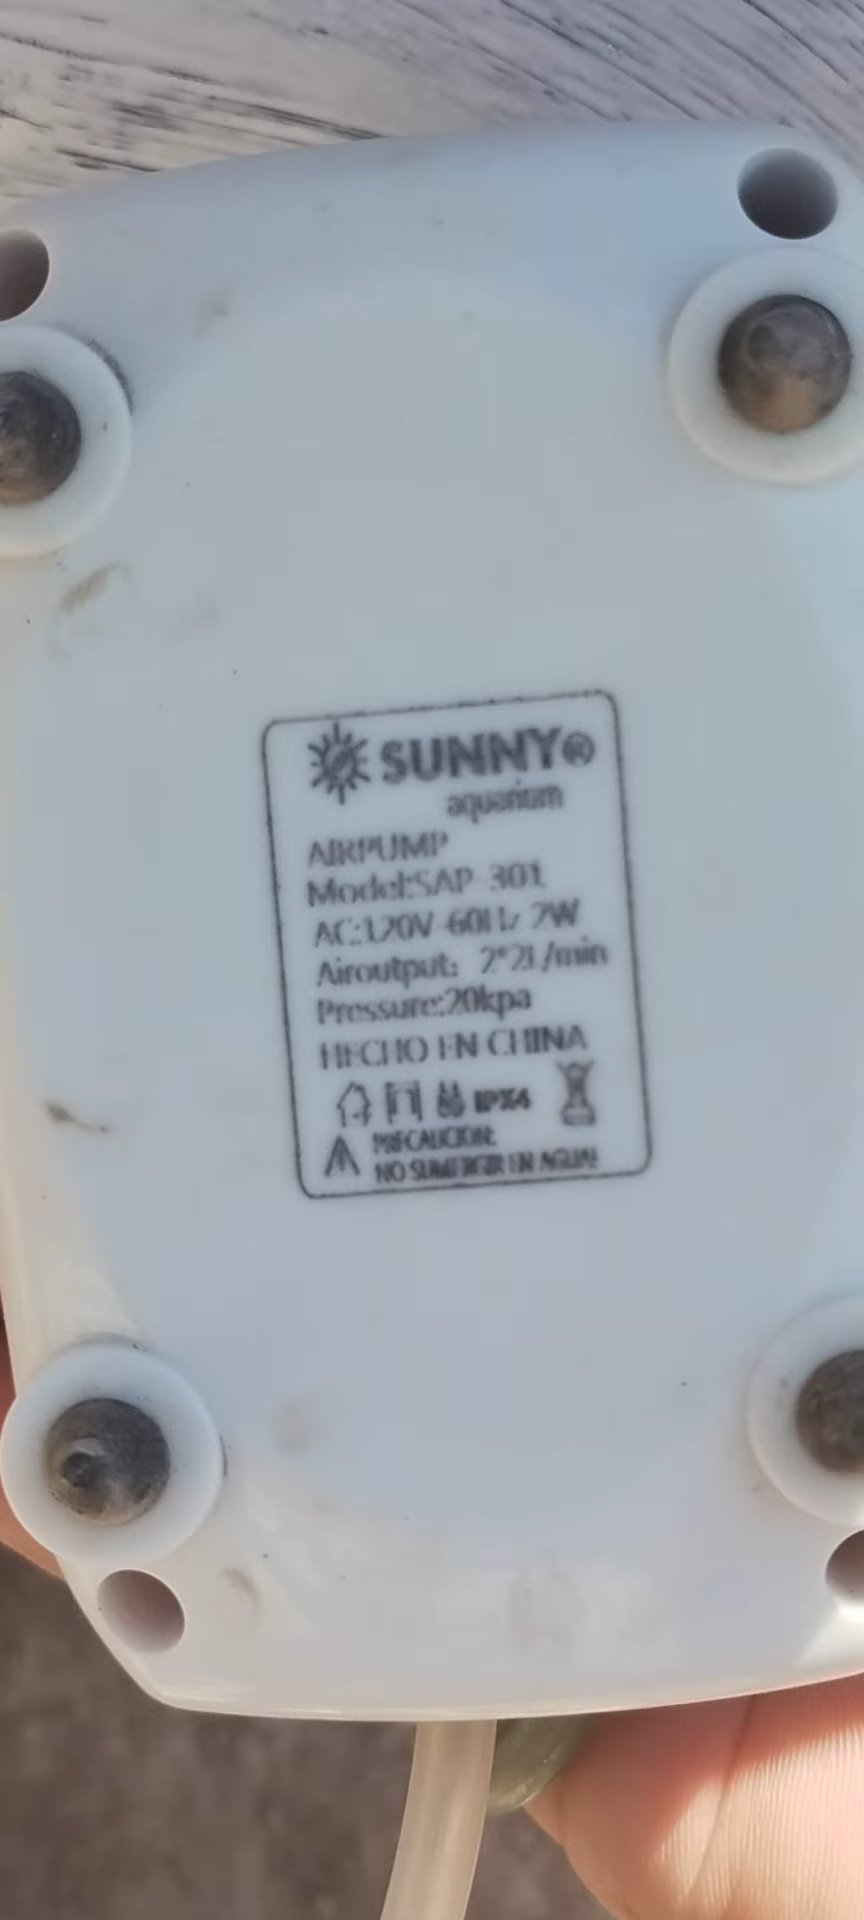 SUNNY®
aquarium
AIRPUMP
Model:SAP-301
AC:120V-60Hz 2W
Airoutput: 2*2L/min
Pressure:20kpa
HECHO EN CHINA
IPX4
PRECAUCION:
NO SUMERGIR EN AGUA!